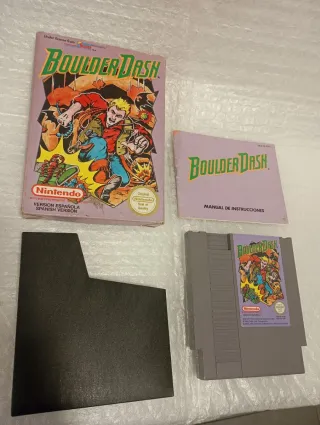 BOULDER DASH
Nintendo
VERSION ESPAÑOLA
SPANISH VERSION
BOULDER DASH
MANUAL DE INSTRUCCIONES
BOULDER DASH
Nintendo